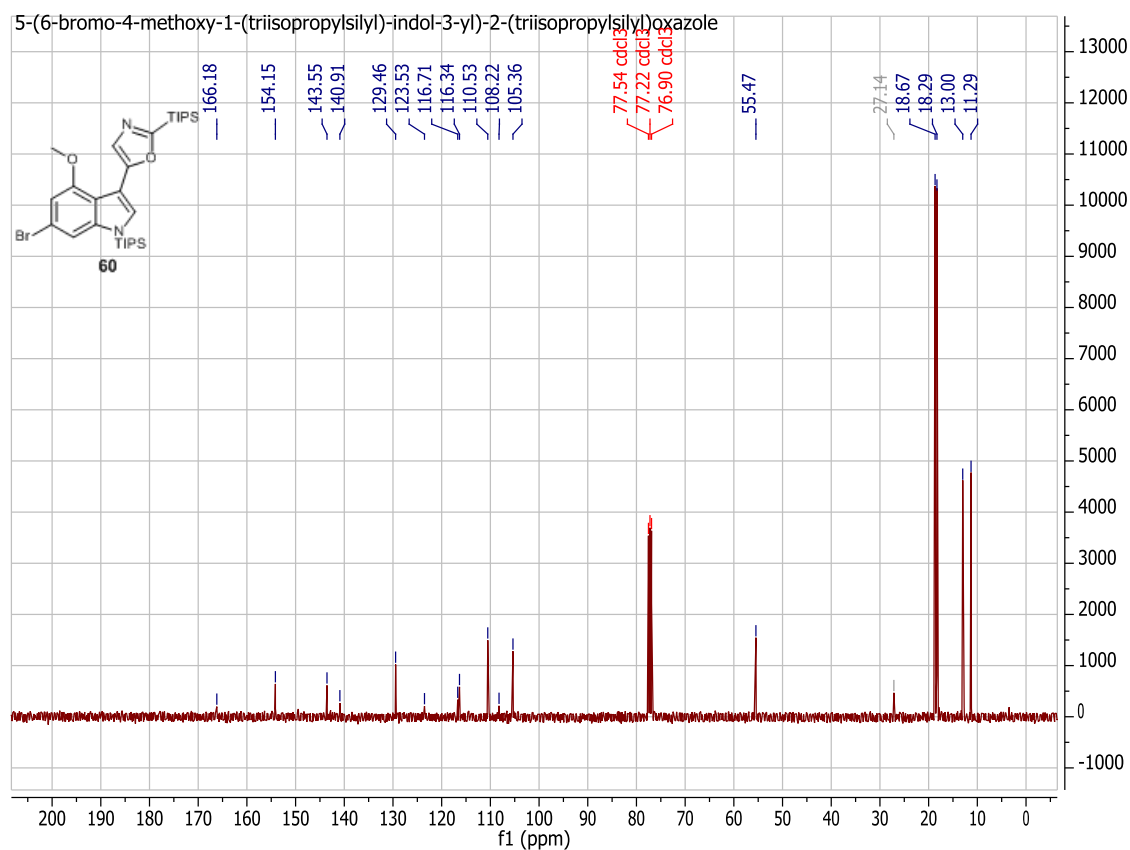 5-(6-bromo-4-methoxy-1-(triisopropylsilyl)-indol-3-yl)-2-(triisopropylsilyl)oxazole
166.18
154.15
143.55
140.91
129.46
123.53
116.71
116.34
110.53
108.22
105.36
77.54 cdcl3
77.22 cdcl3
76.90 cdcl3
55.47
27.14
18.67
18.29
13.00
11.29
N
TIPS
O
O
Br
N
TIPS
60
13000
12000
11000
10000
9000
8000
7000
6000
5000
4000
3000
2000
1000
0
-1000
200 190 180 170 160 150 140 130 120 110 100 90 80 70 60 50 40 30 20 10 0
f1 (ppm)